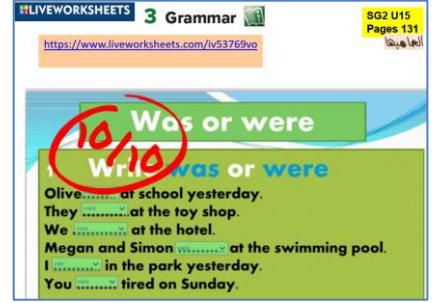 LIVEWORKSHEETS
3 Grammar
SG2 U15
Pages 131
https://www.liveworksheets.com/iv53769vo
Was or were
10/10
Write was or were
Olive........ at school yesterday.
They ............at the toy shop.
We ............ at the hotel.
Megan and Simon ............ at the swimming pool.
I ............ in the park yesterday.
You ............ tired on Sunday.